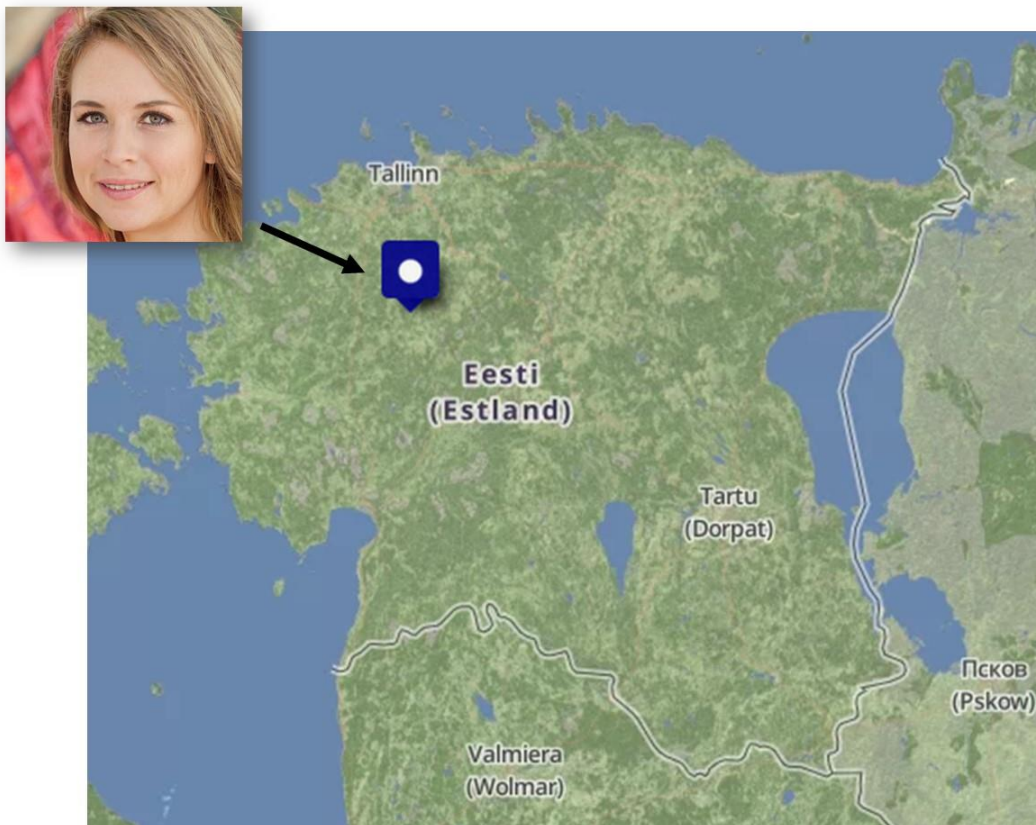 Tallinn
Eesti
(Estland)
Tartu
(Dorpat)
Псков
(Pskow)
Valmiera
(Wolmar)